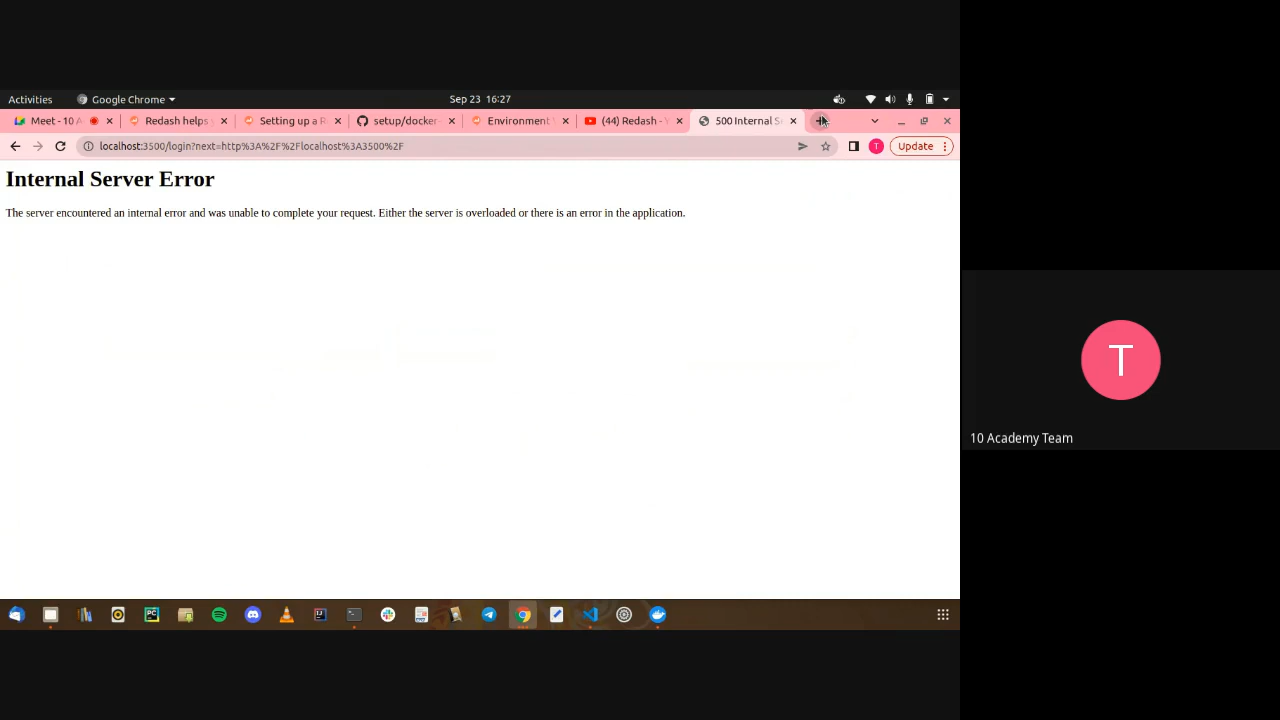 Activities Google Chrome Sep 23 16:27
Meet - 10 A Redash helps y Setting up a R setup/docker- Environment (44) Redash - Y 500 Internal S
localhost:3500/login?next=http%3A%2F%2Flocalhost%3A3500%2F Update
Internal Server Error
The server encountered an internal error and was unable to complete your request. Either the server is overloaded or there is an error in the application.
T
10 Academy Team